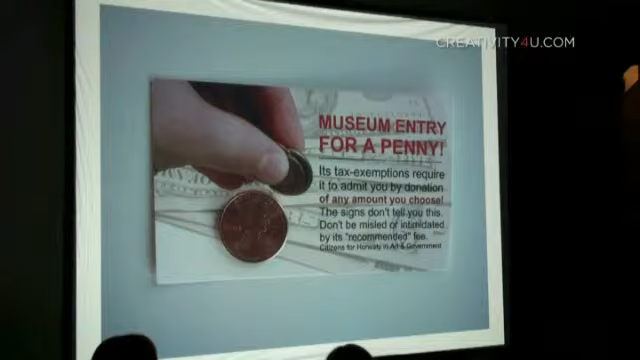 CREATIVITY4U.COM
MUSEUM ENTRY
FOR A PENNY!
Its tax-exemptions require
it to admit you by donation
of any amount you choose!
The signs don't tell you this.
Don't be misled or intimidated
by its "recommended" fee.
Citizens for Honesty in Art & Government